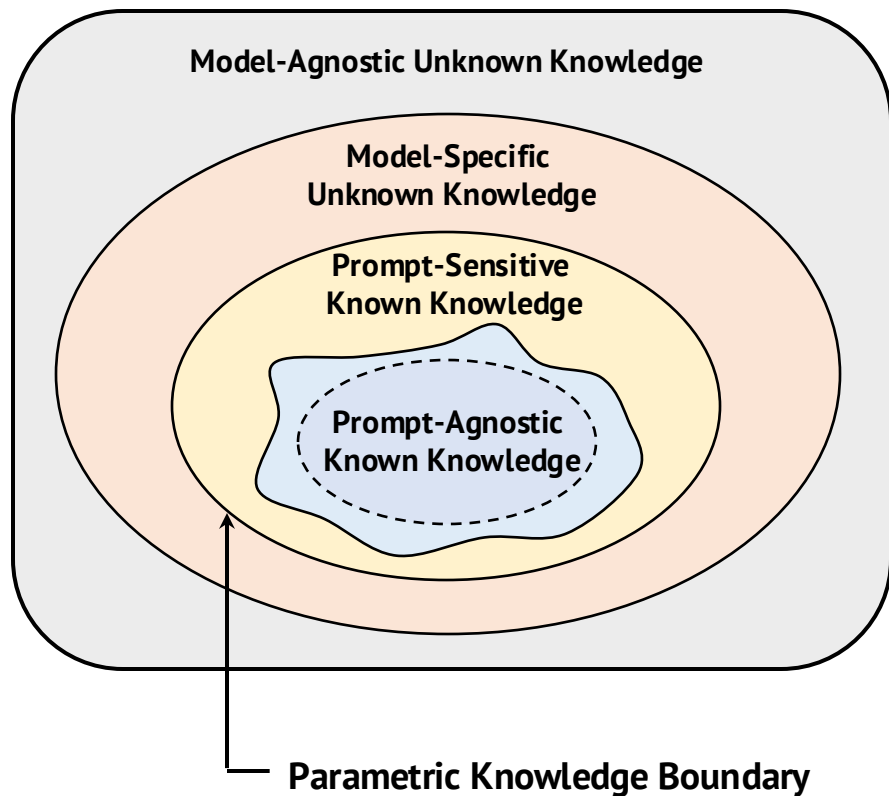 Model-Agnostic Unknown Knowledge
Model-Specific
Unknown Knowledge
Prompt-Sensitive
Known Knowledge
Prompt-Agnostic
Known Knowledge
Parametric Knowledge Boundary